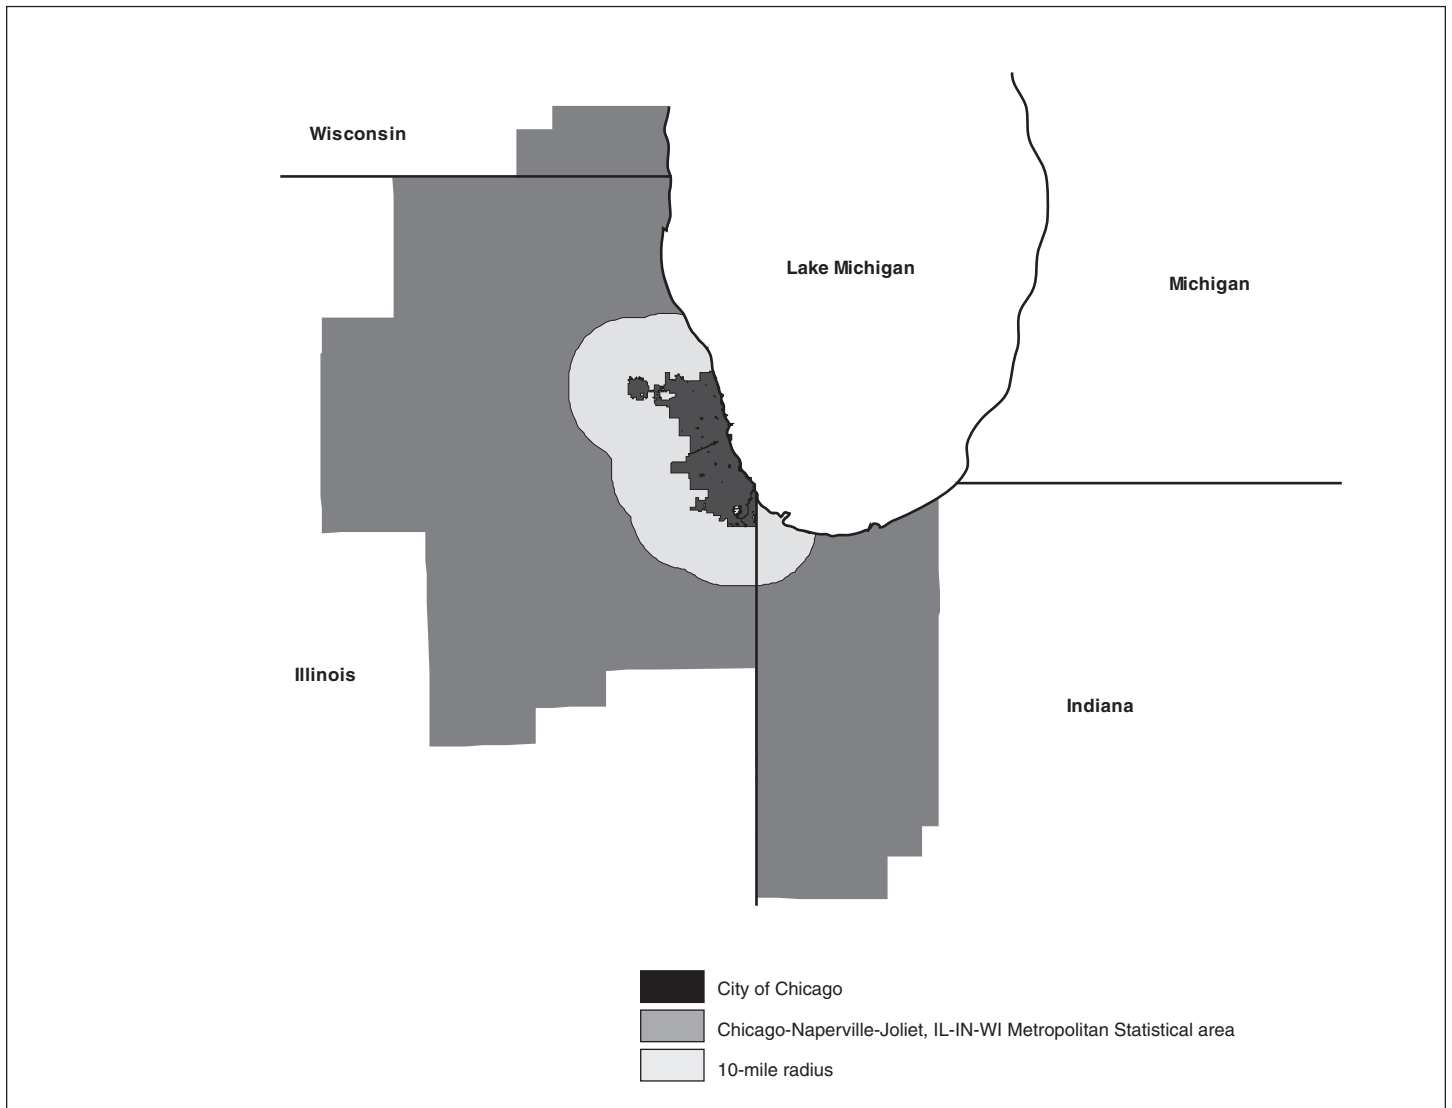 Wisconsin
Lake Michigan
Michigan
Illinois
Indiana
City of Chicago
Chicago-Naperville-Joliet, IL-IN-WI Metropolitan Statistical area
10-mile radius